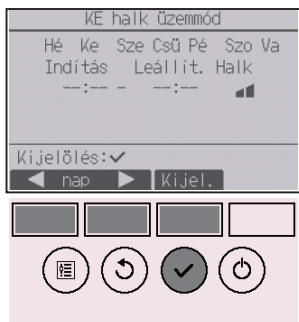 KE halk üzemmód
Hé Ke Sze Csü Pé Szo Va
Indítás Leállít. Halk
--:-- - --:--
Kijelölés:✓
◀ nap ▶ Kijel.